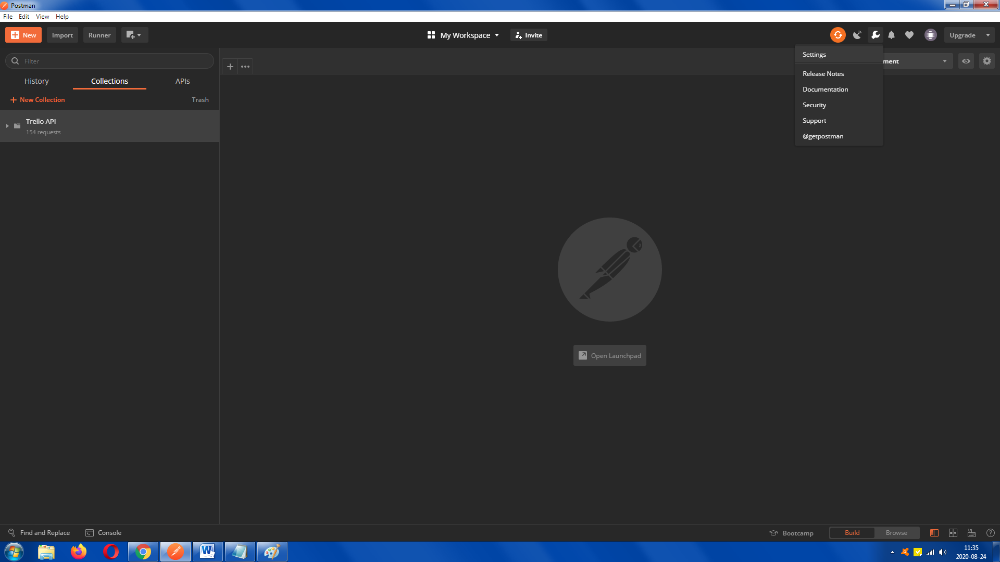 Postman
File Edit View Help
New Import Runner My Workspace Invite Upgrade
Filter
Settings
ment
History Collections APIs
Release Notes
Documentation
New Collection Trash
Security
Trello API
154 requests
Support
@getpostman
Open Launchpad
Find and Replace Console Bootcamp Build Browse
11:35
2020-08-24